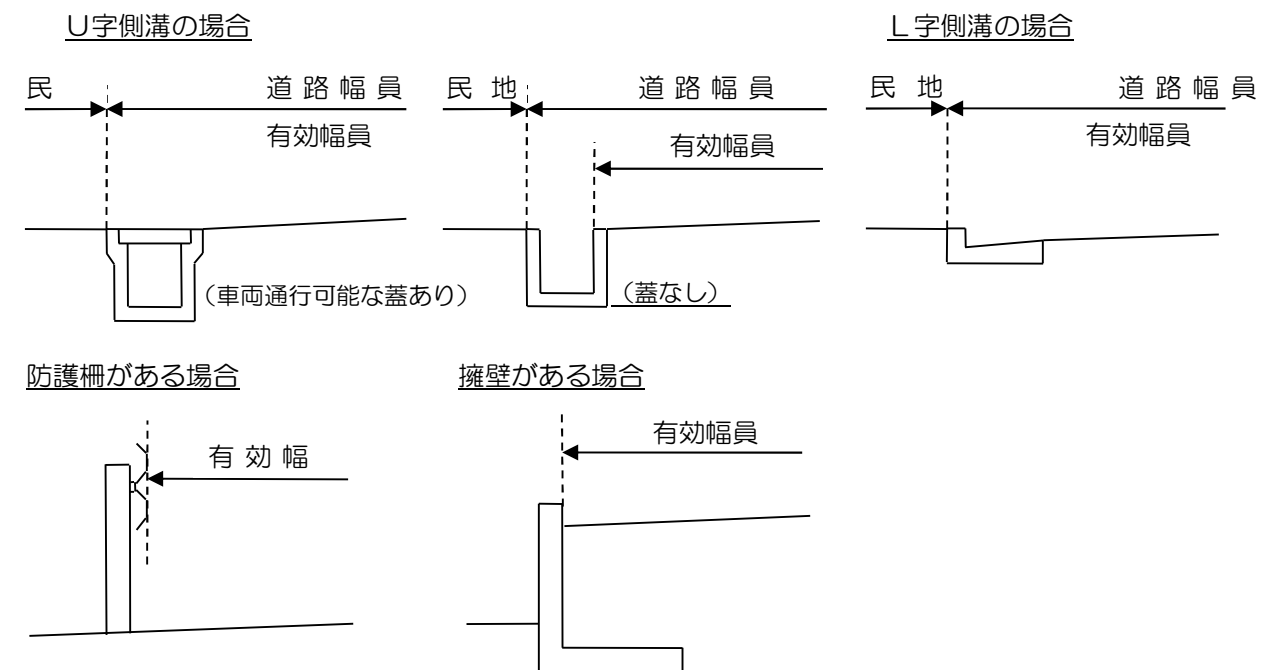 U字側溝の場合
L字側溝の場合
民
道路幅員
有効幅員
(車両通行可能な蓋あり)
民地
道路幅員
有効幅員
(蓋なし)
民地
道路幅員
有効幅員
防護柵がある場合
擁壁がある場合
有効幅
有効幅員